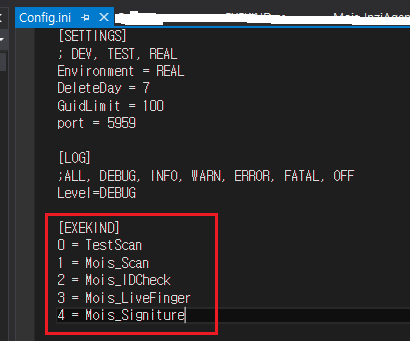 Config.ini
[SETTINGS]
; DEV, TEST, REAL
Environment = REAL
DeleteDay = 7
GuidLimit = 100
port = 5959
[LOG]
;ALL, DEBUG, INFO, WARN, ERROR, FATAL, OFF
Level=DEBUG
[EXEKIND]
0 = TestScan
1 = Mois_Scan
2 = Mois_IDCheck
3 = Mois_LiveFinger
4 = Mois_Signiture